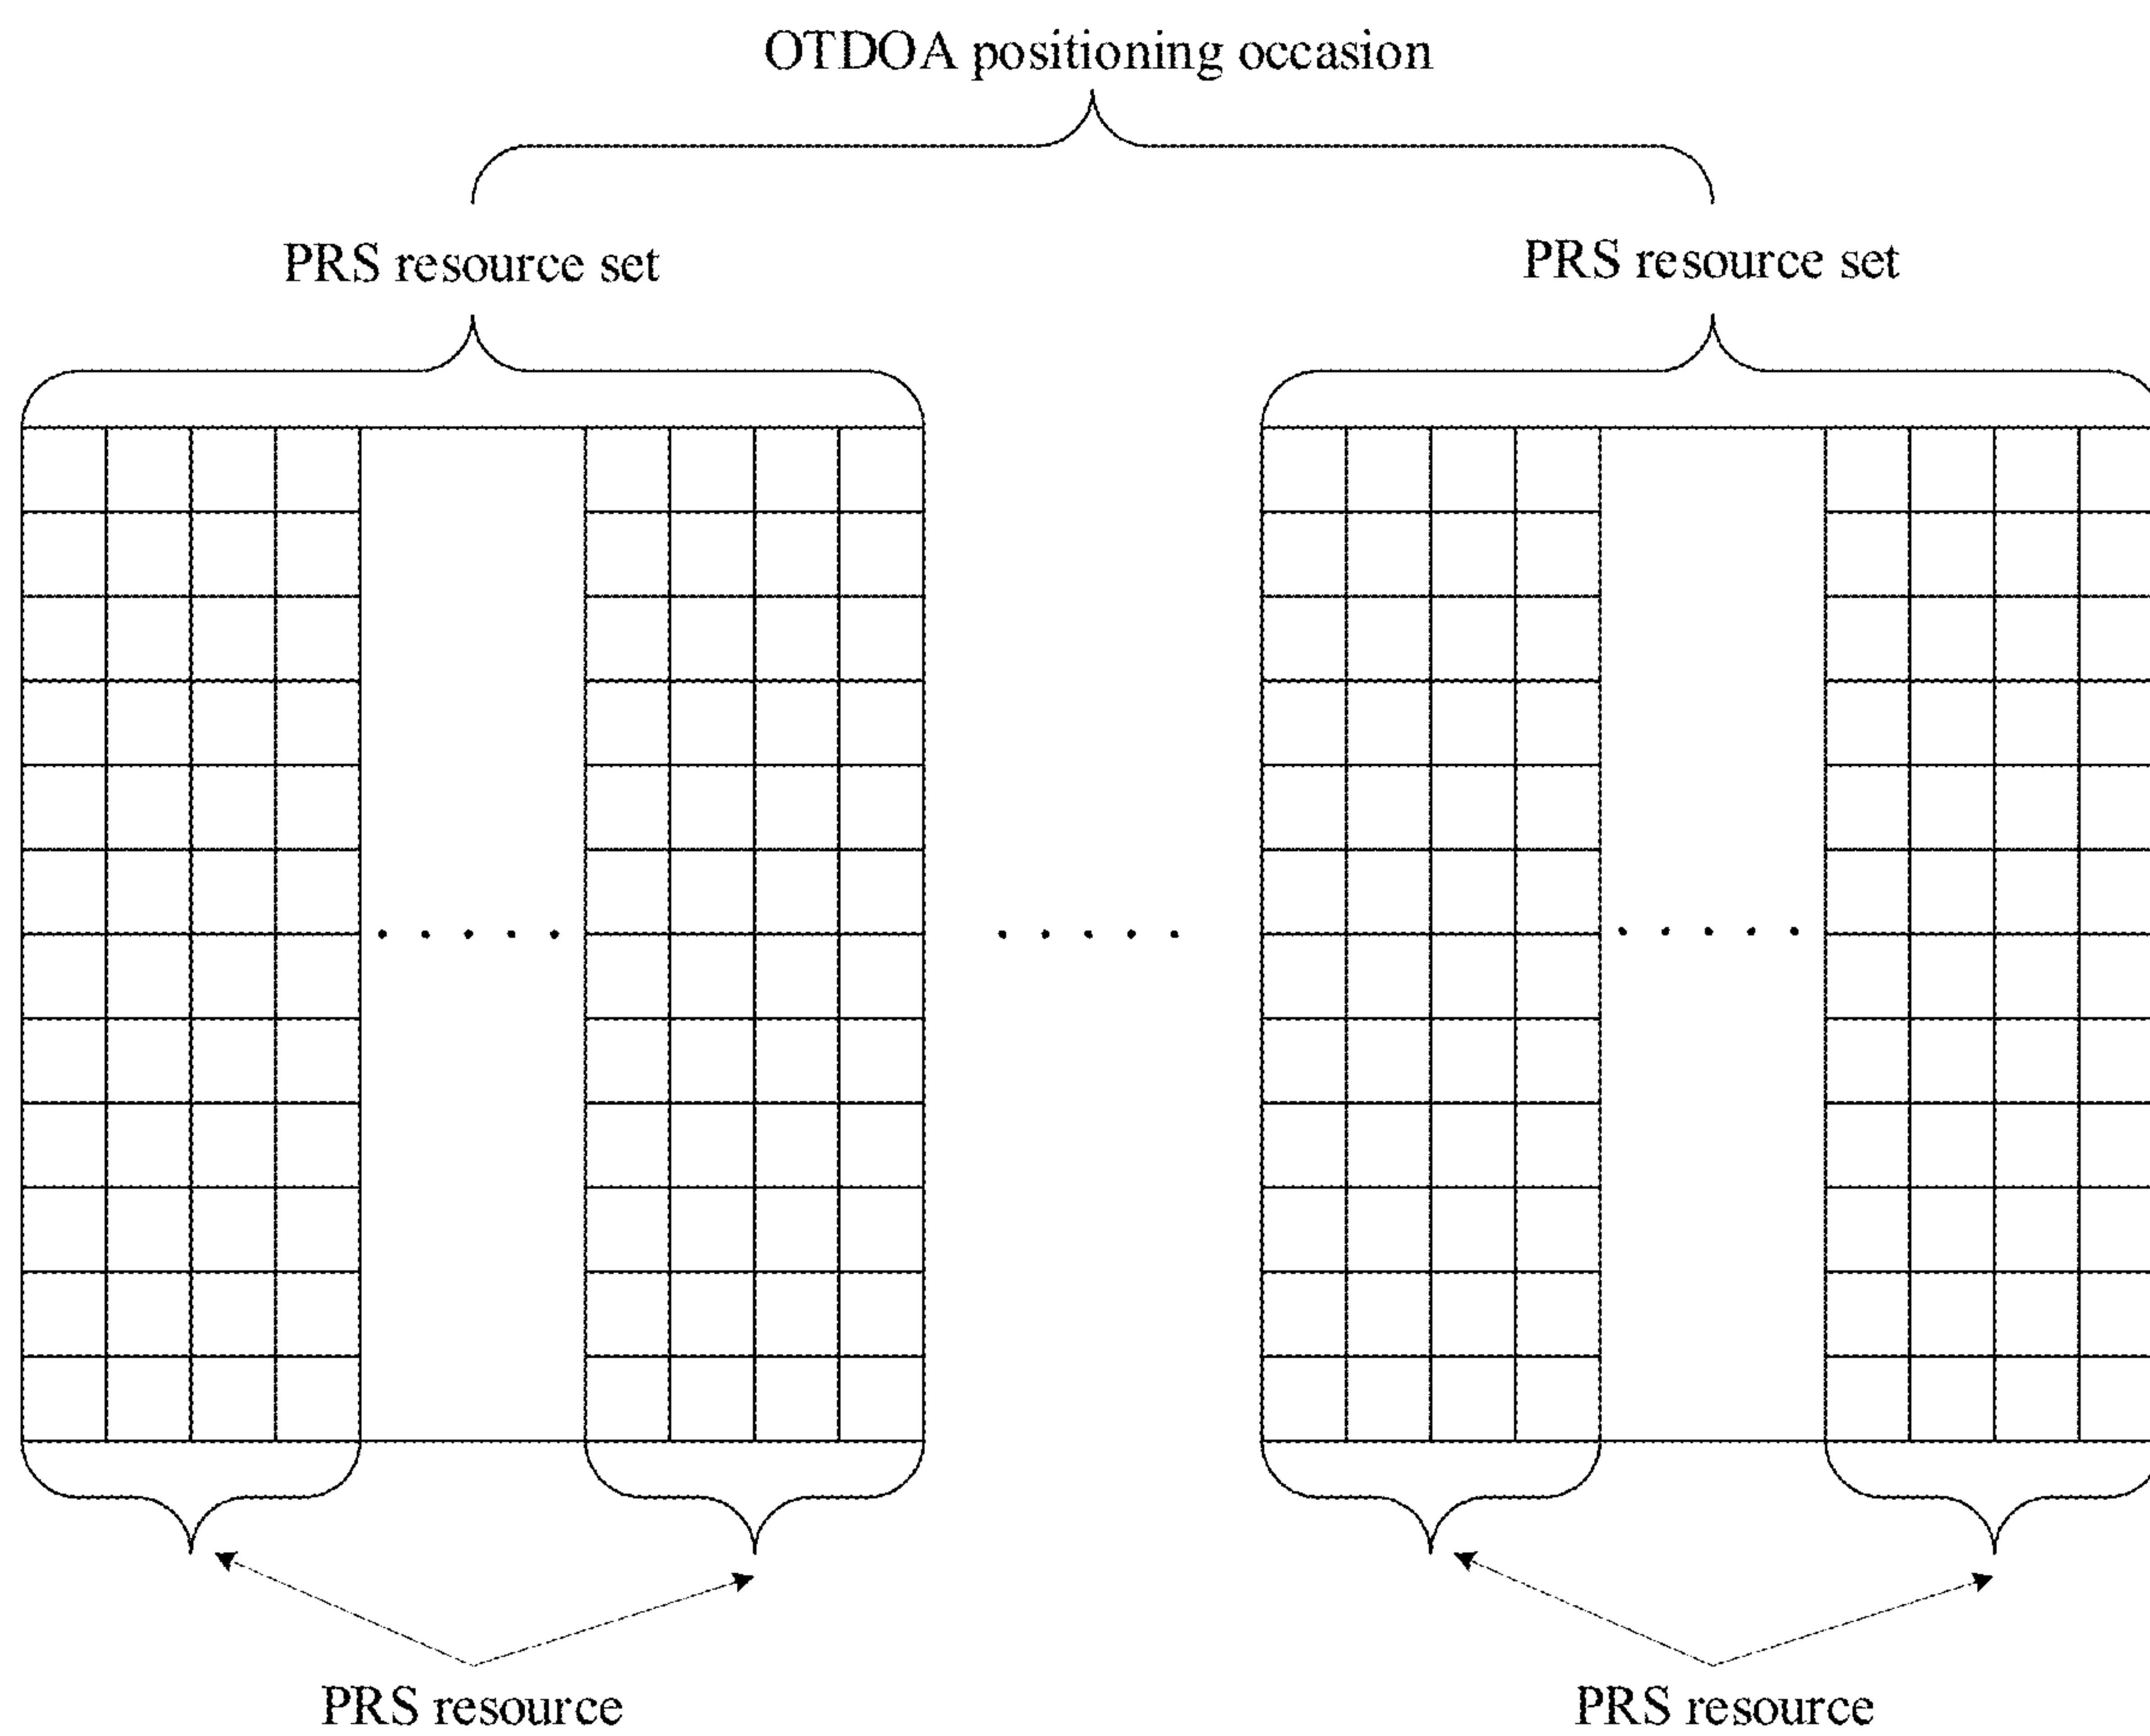 OTDOA positioning occasion
PRS resource set
PRS resource set
PRS resource
PRS resource